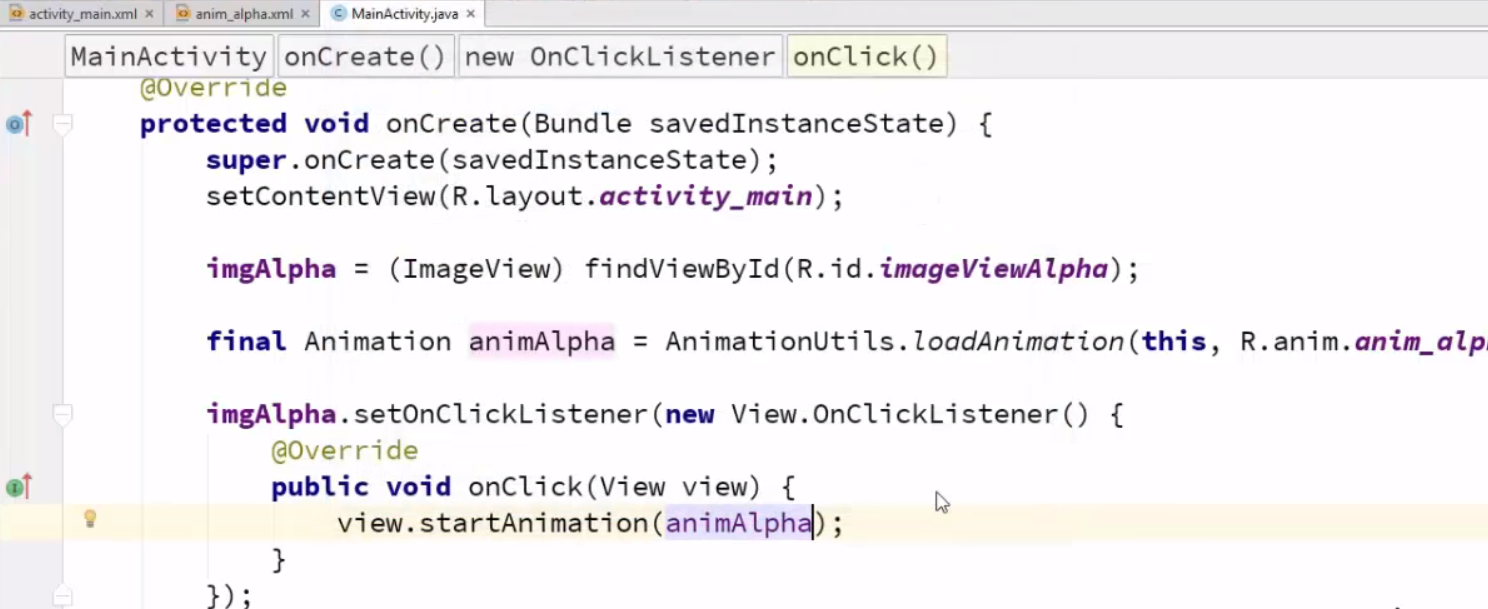 activity_main.xml × anim_alpha.xml × MainActivity.java ×
MainActivity onCreate() new OnClickListener onClick()
@Override
protected void onCreate(Bundle savedInstanceState) {
super.onCreate(savedInstanceState);
setContentView(R.layout.activity_main);
imgAlpha = (ImageView) findViewById(R.id.imageViewAlpha);
final Animation animAlpha = AnimationUtils.loadAnimation(this, R.anim.anim_alp
imgAlpha.setOnClickListener(new View.OnClickListener() {
@Override
public void onClick(View view) {
view.startAnimation(animAlpha);
}
});